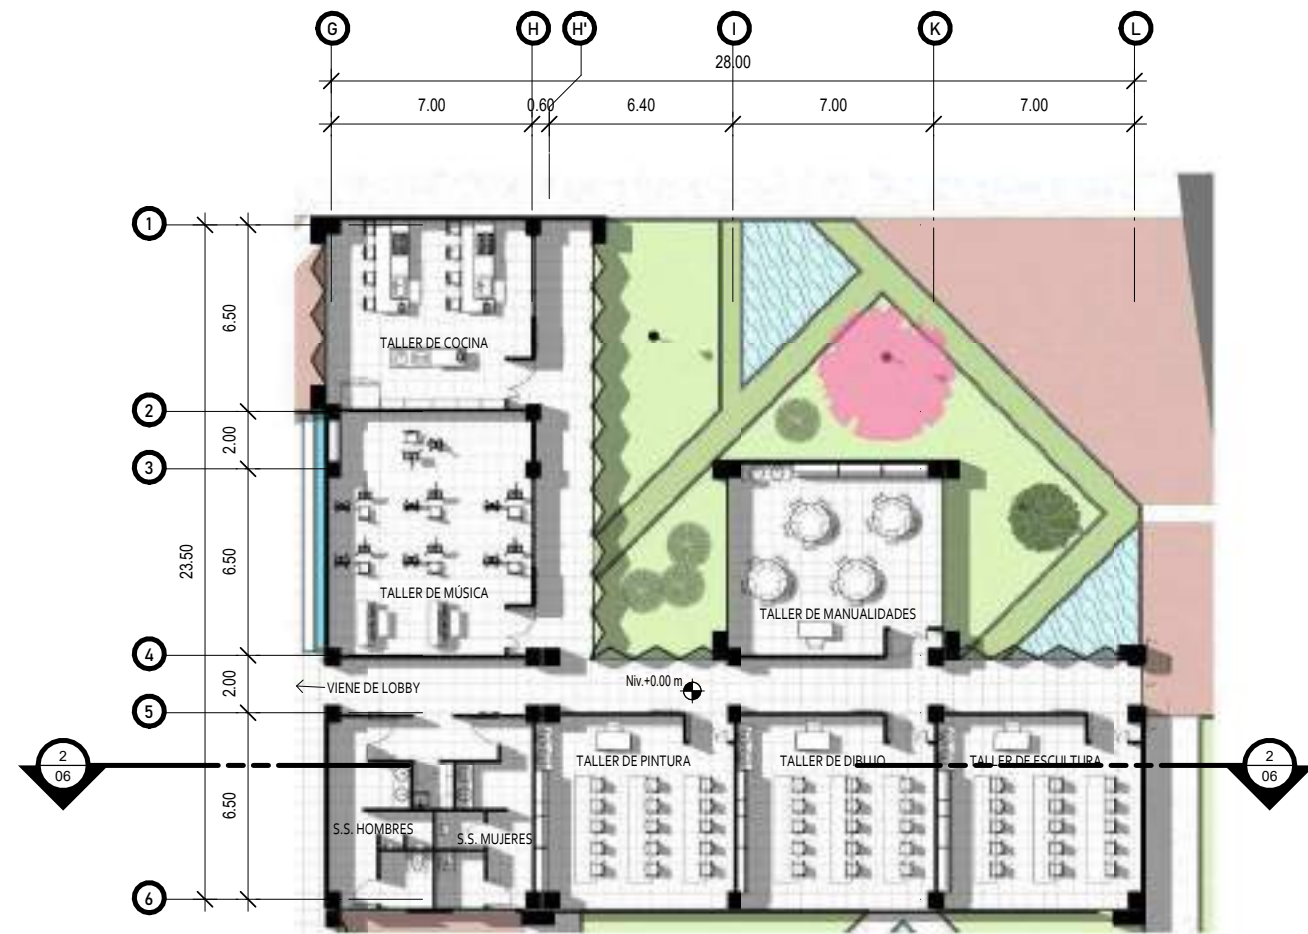 G H H' I K L
28.00
7.00 0.60 6.40 7.00 7.00
1
6.50
TALLER DE COCINA
2
2.00
3
23.50
6.50
TALLER DE MÚSICA
TALLER DE MANUALIDADES
4
2.00
VIENE DE LOBBY
Niv.+0.00 m
5
2
06
TALLER DE PINTURA
TALLER DE DIBUJO
TALLER DE ESCULTURA
2
06
6.50
S.S. HOMBRES
S.S. MUJERES
6